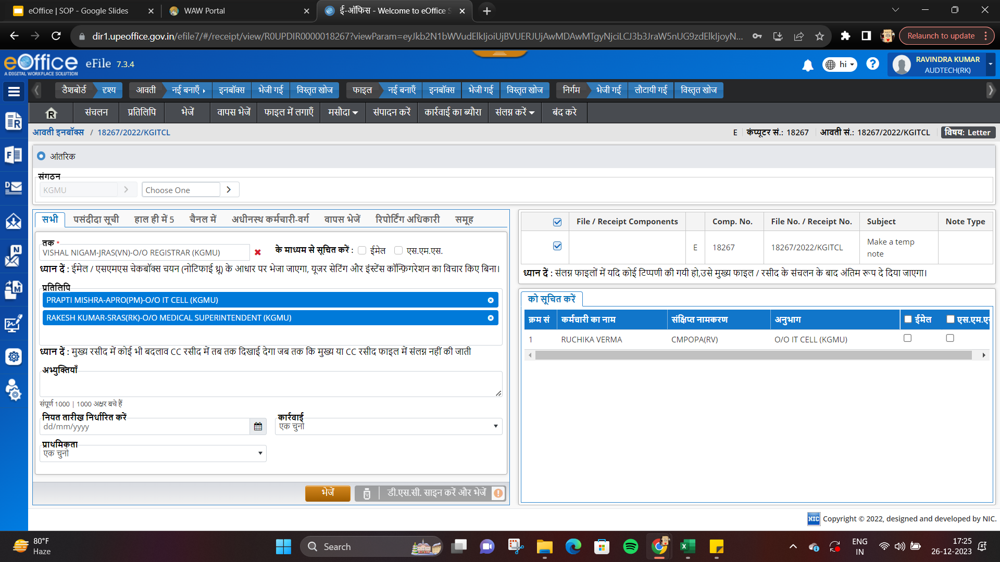 eOffice | SOP - Google Slides
WAW Portal
ई-ऑफिस - Welcome to eOffice S
dir1.upeoffice.gov.in/efile7/#/receipt/view/R0UPDIR0000018267?viewParam=eyJkb2N1bWVudElkIjoiUjBVUERJUjAwMDAwMTgyNjciLCJ3b3JraW5nUG9zdElkIjoyN...
Relaunch to update
eOffice
A DIGITAL WORKPLACE SOLUTION
eFile 7.3.4
hi
RAVINDRA KUMAR
AUDTECH(RK)
डैशबोर्ड दृश्य आवती नई बनाएँ इनबॉक्स भेजी गई विस्तृत खोज फाइल नई बनाएँ इनबॉक्स भेजी गई विस्तृत खोज निर्गम भेजी गई लौटायी गई विस्तृत खोज
R संचलन प्रतिलिपि भेजें वापस भेजें फाइल में लगाएँ मसौदा संपादन करें कार्रवाई का ब्यौरा संलग्न करें बंद करे
आवती इनबॉक्स / 18267/2022/KGITCL
E कंप्यूटर सं.: 18267 आवती सं.: 18267/2022/KGITCL विषय: Letter
आंतरिक
संगठन
KGMU Choose One
सभी पसंदीदा सूची हाल ही में 5 चैनल में अधीनस्थ कर्मचारी-वर्ग वापस भेजें रिपोर्टिंग अधिकारी समूह
तक *
VISHAL NIGAM-JRAS(VN)-O/O REGISTRAR (KGMU)
के माध्यम से सूचित करें : ईमेल एस.एम.एस.
ध्यान दें : ईमेल / एसएमएस चेकबॉक्स चयन (नोटिफाई थ्रू) के आधार पर भेजा जाएगा, यूजर सेटिंग और इंस्टेंस कॉन्फ़िगरेशन का विचार किए बिना।
प्रतिलिपि
PRAPTI MISHRA-APRO(PM)-O/O IT CELL (KGMU)
RAKESH KUMAR-SRAS(RK)-O/O MEDICAL SUPERINTENDENT (KGMU)
ध्यान दें : मुख्य रसीद में कोई भी बदलाव CC रसीद में तब तक दिखाई देगा जब तक कि मुख्य या CC रसीद फाइल में संलग्न नहीं की जाती
अभ्युक्तियाँ
संपूर्ण 1000 | 1000 अक्षर बचे हैं
नियत तारीख निर्धारित करें
dd/mm/yyyy
कार्रवाई
एक चुनो
प्राथमिकता
एक चुनो
भेजें
डी.एस.सी. साइन करें और भेजें
File / Receipt Components Comp. No. File No. / Receipt No. Subject Note Type
E 18267 18267/2022/KGITCL Make a temp
note
ध्यान दें : संलग्न फाइलों में यदि कोई टिप्पणी की गयी हो,उसे मुख्य फाइल / रसीद के संचलन के बाद अंतिम रूप दे दिया जाएगा।
को सूचित करें
क्रम सं कर्मचारी का नाम संक्षिप्त नामकरण अनुभाग ईमेल एस.एम.एस
1 RUCHIKA VERMA CMPOPA(RV) O/O IT CELL (KGMU)
NIC Copyright © 2022, designed and developed by NIC.
80°F
Haze
Search
ENG
IN
17:25
26-12-2023